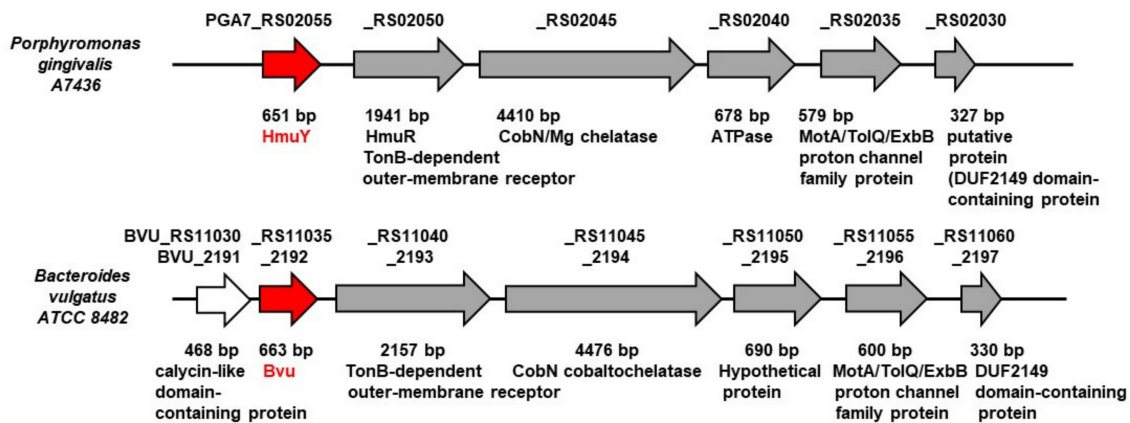 PGA7_RS02055 _RS02050 _RS02045 _RS02040 _RS02035 _RS02030
Porphyromonas
gingivalis
A7436
651 bp 1941 bp 4410 bp 678 bp 579 bp 327 bp
HmuY HmuR CobN/Mg chelatase ATPase MotA/TolQ/ExbB putative
TonB-dependent proton channel protein
outer-membrane receptor family protein (DUF2149 domain-
containing protein
BVU_RS11030 _RS11035 _RS11040 _RS11045 _RS11050 _RS11055 _RS11060
BVU_2191 _2192 _2193 _2194 _2195 _2196 _2197
Bacteroides
vulgatus
ATCC 8482
468 bp 663 bp 2157 bp 4476 bp 690 bp 600 bp 330 bp
calycin-like Bvu TonB-dependent CobN cobaltochelatase Hypothetical MotA/TolQ/ExbB DUF2149
domain- outer-membrane receptor protein proton channel domain-containing
containing protein family protein protein